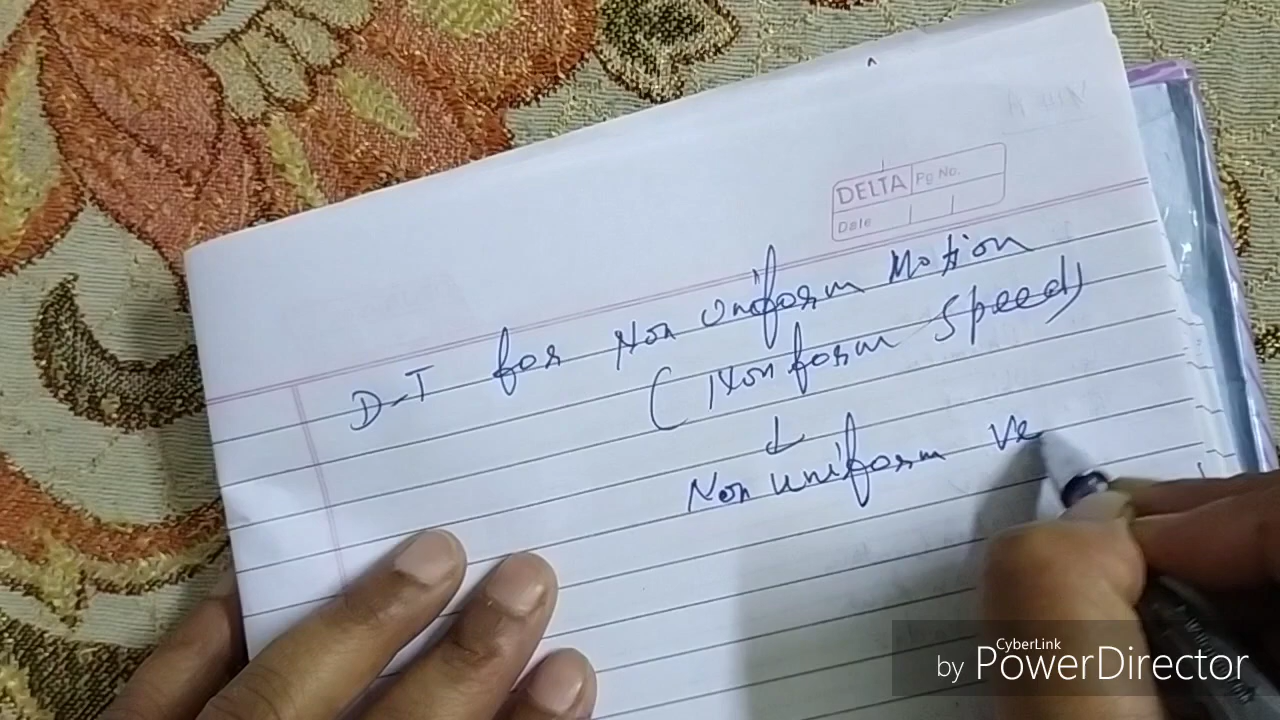 DELTA Pg No.
Date
D-T for Non Uniform Motion
(Non form Speed)
↓
Non uniform Ve
CyberLink
by PowerDirector